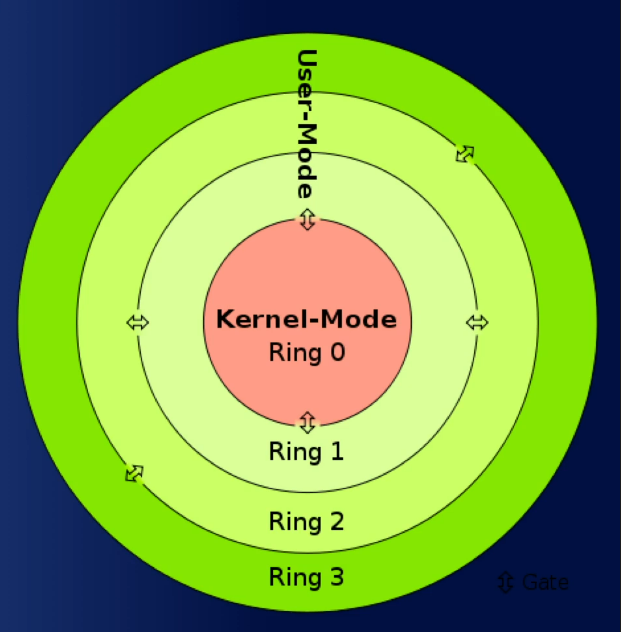 User-Mode
Kernel-Mode
Ring 0
Ring 1
Ring 2
Ring 3
Gate